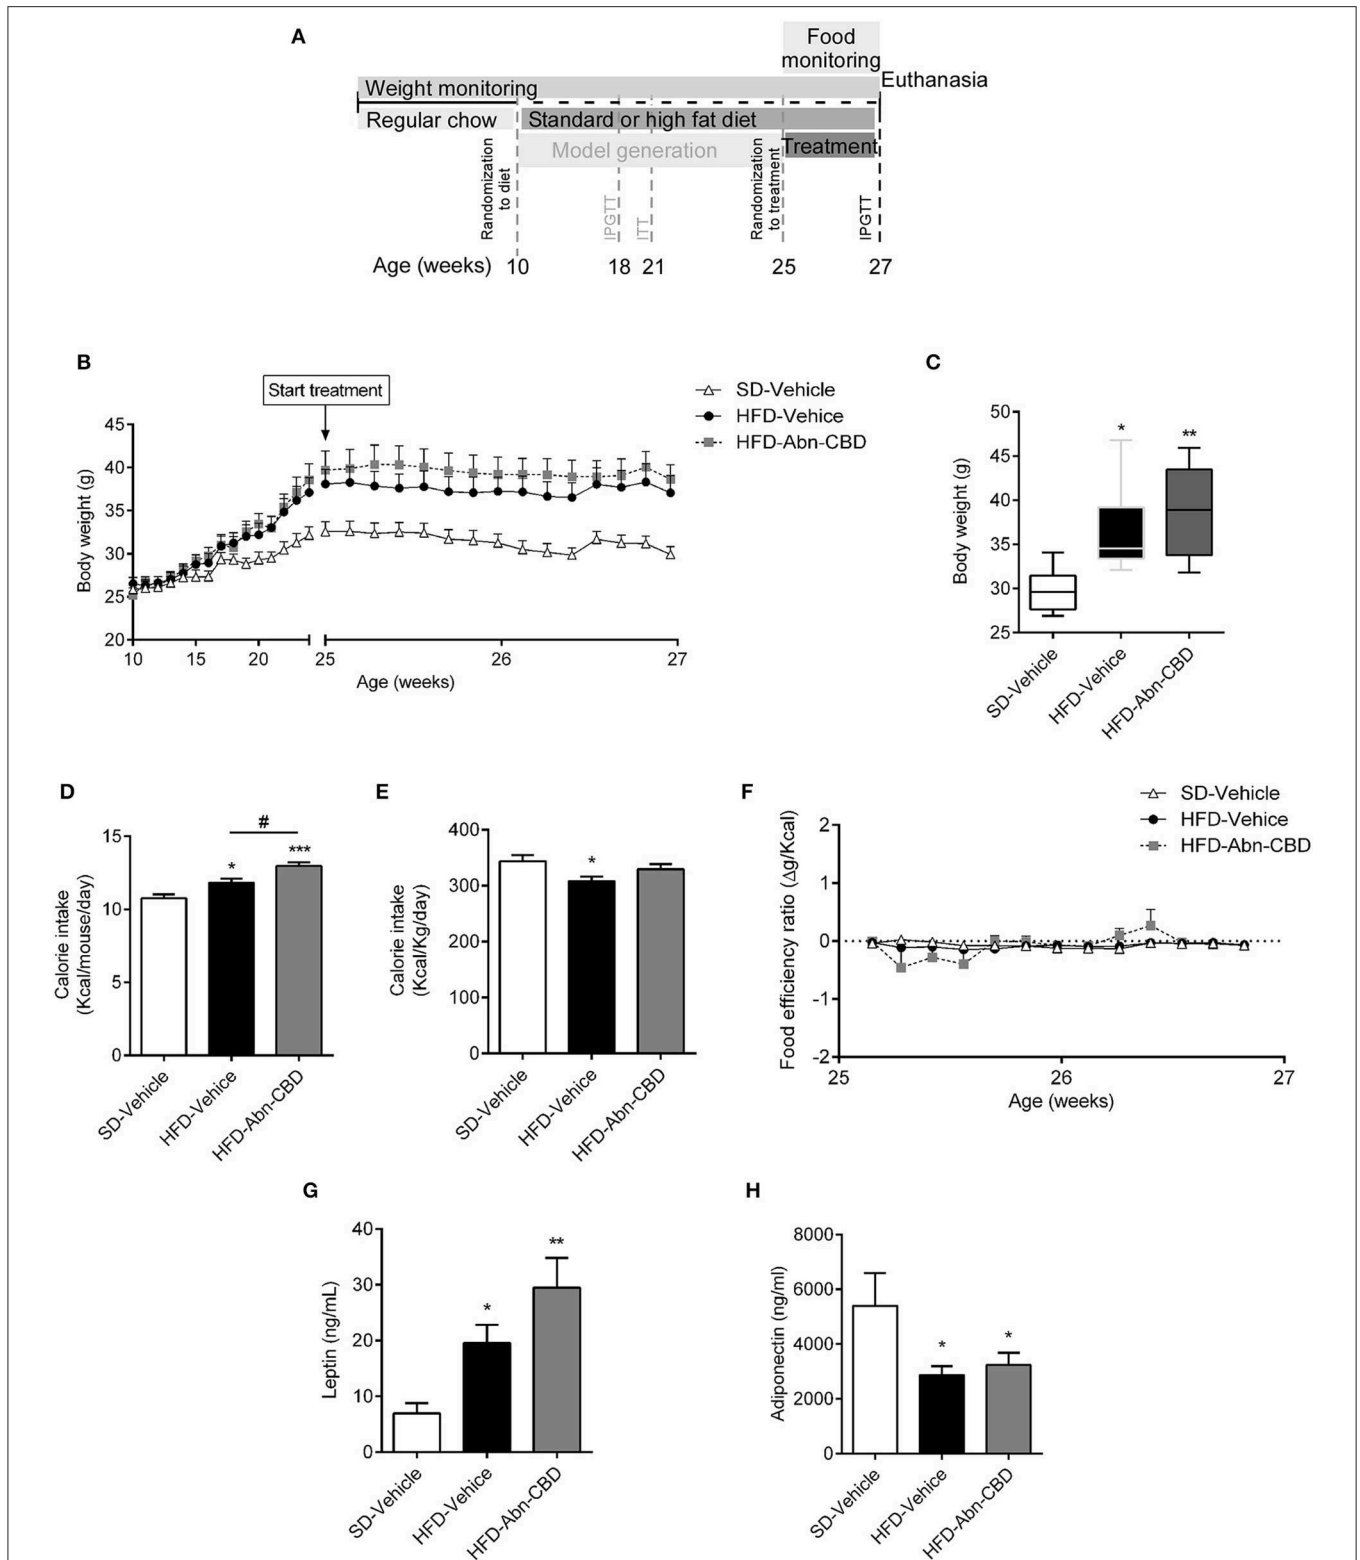 A
Food
monitoring
Weight monitoring
Euthanasia
Regular chow
Standard or high fat diet
Model generation
Treatment
Randomization
to diet
IPGTT
ITT
Randomization
to treatment
IPGTT
Age (weeks) 10 18 21 25 27
B
Start treatment
SD-Vehicle
HFD-Vehice
HFD-Abn-CBD
Body weight (g)
45
40
35
30
25
20
10 15 20 25 26 27
Age (weeks)
C
Body weight (g)
50
45
40
35
30
25
*
**
SD-Vehicle
HFD-Vehice
HFD-Abn-CBD
D
Calorie intake
(Kcal/mouse/day)
15
10
5
0
#
*
***
SD-Vehicle
HFD-Vehice
HFD-Abn-CBD
E
Calorie intake
(Kcal/Kg/day)
400
300
200
100
0
*
SD-Vehicle
HFD-Vehice
HFD-Abn-CBD
F
SD-Vehicle
HFD-Vehice
HFD-Abn-CBD
Food efficiency ratio (Δg/Kcal)
2
1
0
-1
-2
25 26 27
Age (weeks)
G
Leptin (ng/mL)
40
30
20
10
0
*
**
SD-Vehicle
HFD-Vehice
HFD-Abn-CBD
H
Adiponectin (ng/ml)
8000
6000
4000
2000
0
*
*
SD-Vehicle
HFD-Vehice
HFD-Abn-CBD